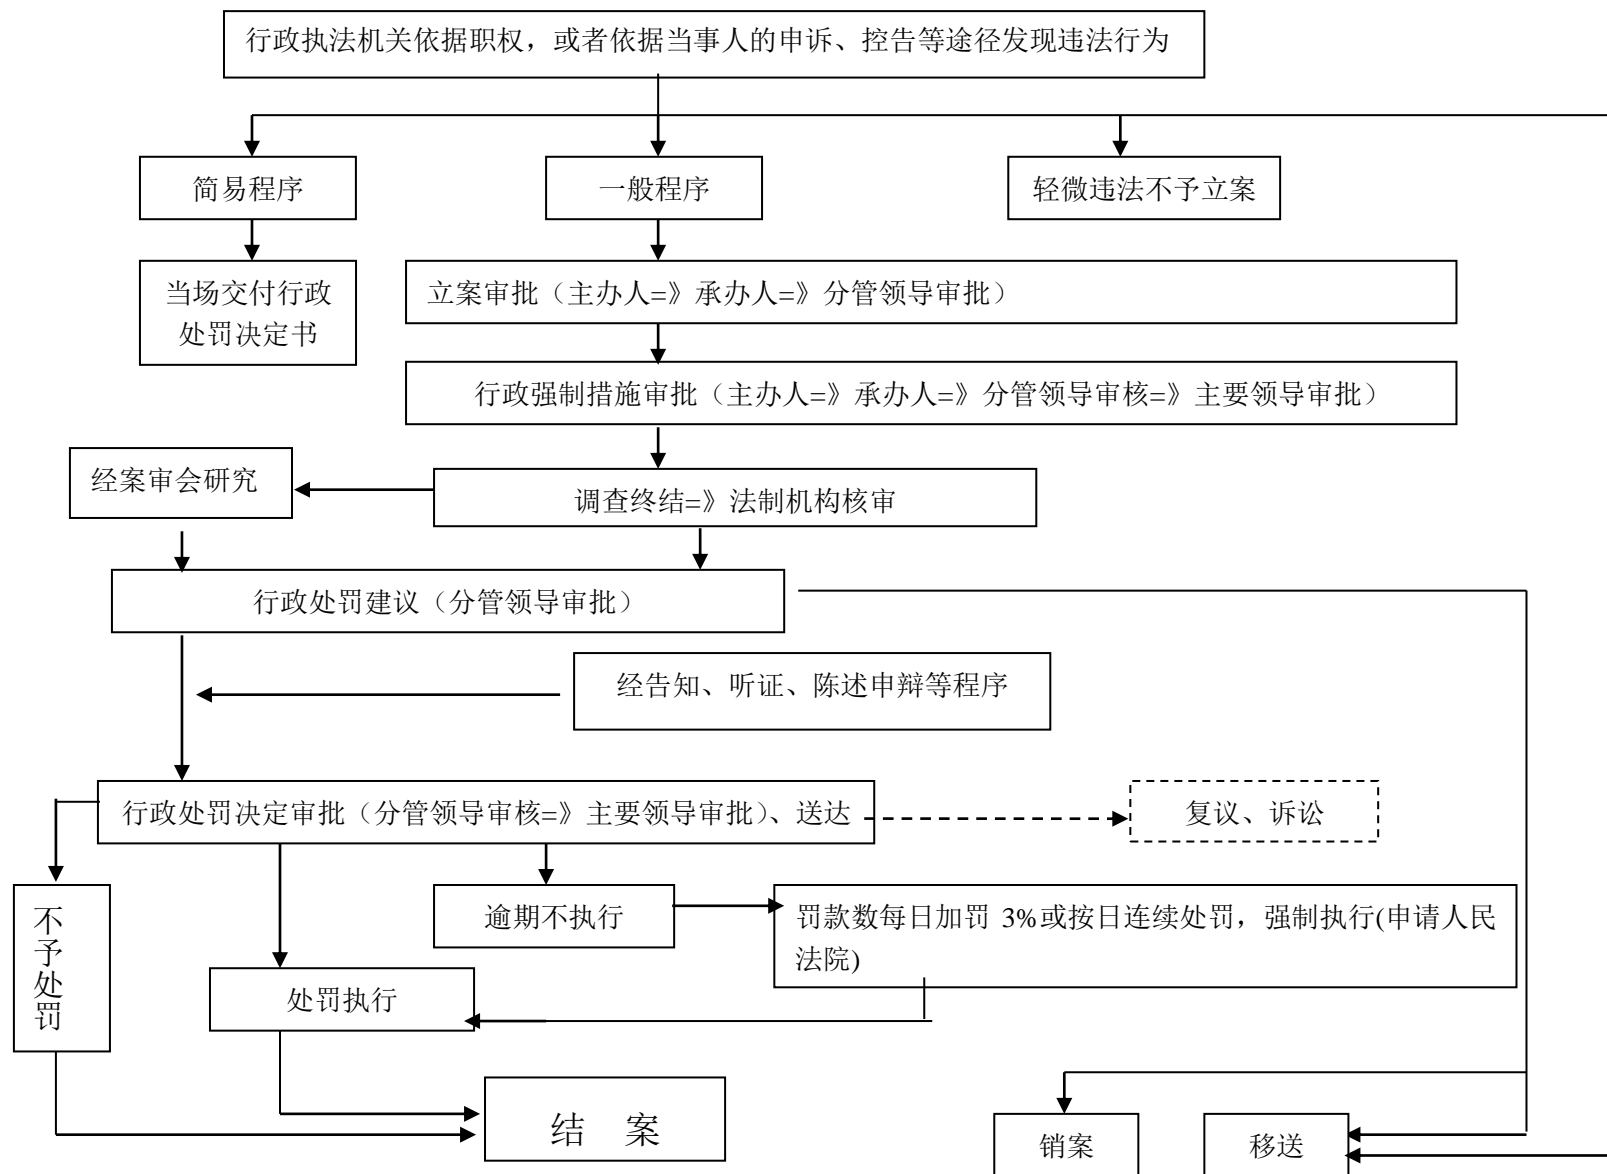 行政执法机关依据职权，或者依据当事人的申诉、控告等途径发现违法行为
简易程序
一般程序
轻微违法不予立案
当场交付行政
处罚决定书
立案审批（主办人=》承办人=》分管领导审批）
行政强制措施审批（主办人=》承办人=》分管领导审核=》主要领导审批）
经案审会研究
调查终结=》法制机构核审
行政处罚建议（分管领导审批）
经告知、听证、陈述申辩等程序
行政处罚决定审批（分管领导审核=》主要领导审批）、送达
复议、诉讼
不予处罚
逾期不执行
罚款数每日加罚 3%或按日连续处罚，强制执行(申请人民
法院)
处罚执行
结 案
销案
移送